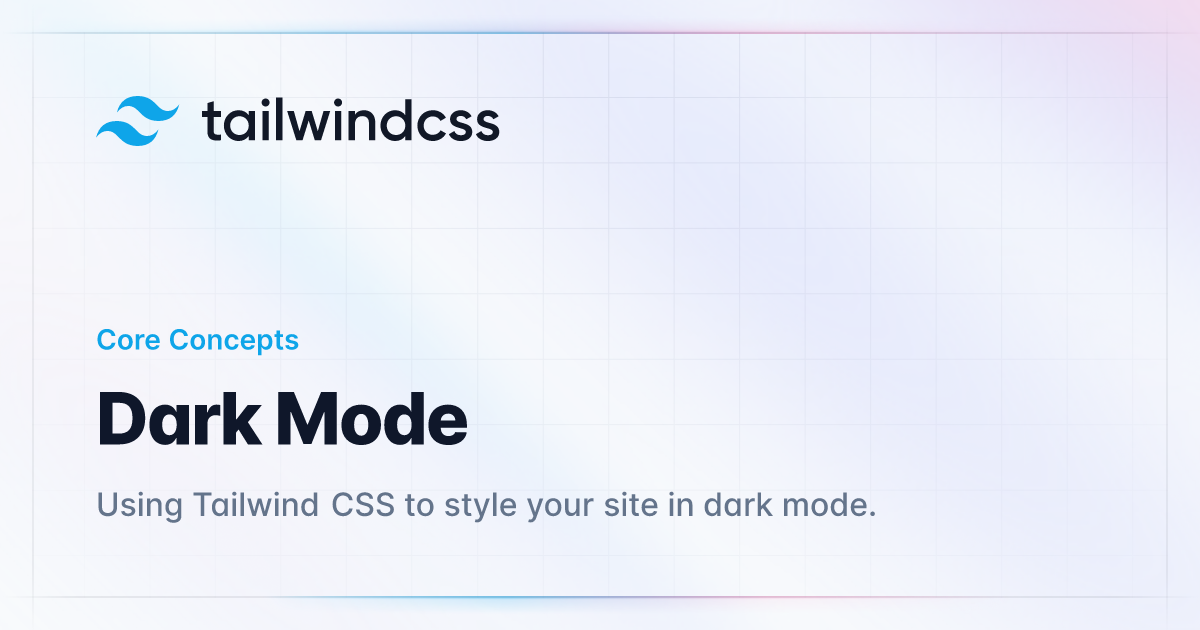 tailwindcss
Core Concepts
Dark Mode
Using Tailwind CSS to style your site in dark mode.